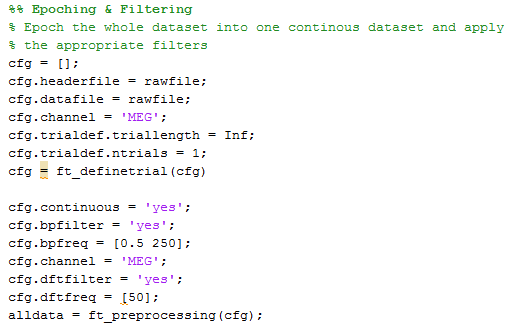 %% Epoching & Filtering
% Epoch the whole dataset into one continous dataset and apply
% the appropriate filters
cfg = [];
cfg.headerfile = rawfile;
cfg.datafile = rawfile;
cfg.channel = 'MEG';
cfg.trialdef.triallength = Inf;
cfg.trialdef.ntrials = 1;
cfg = ft_definetrial(cfg)
cfg.continuous = 'yes';
cfg.bpfilter = 'yes';
cfg.bpfreq = [0.5 250];
cfg.channel = 'MEG';
cfg.dftfilter = 'yes';
cfg.dftfreq = [50];
alldata = ft_preprocessing(cfg);